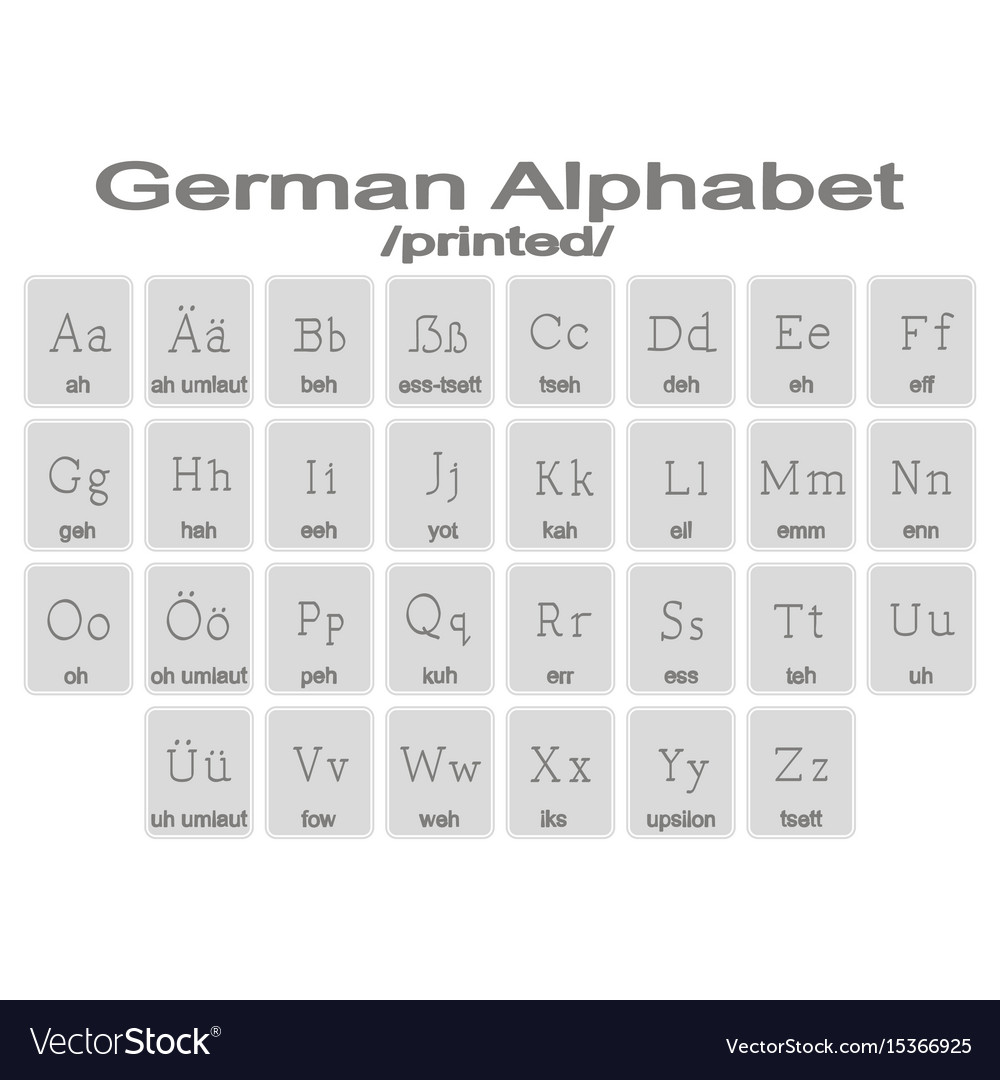 German Alphabet
/printed/
Aa Ää Bb ẞß Cc Dd Ee Ff
ah ah umlaut beh ess-tsett tseh deh eh eff
Gg Hh Ii Jj Kk Ll Mm Nn
geh hah eeh yot kah ell emm enn
Oo Öö Pp Qq Rr Ss Tt Uu
oh oh umlaut peh kuh err ess teh uh
Üü Vv Ww Xx Yy Zz
uh umlaut fow weh iks upsilon tsett
VectorStock®
VectorStock.com/15366925